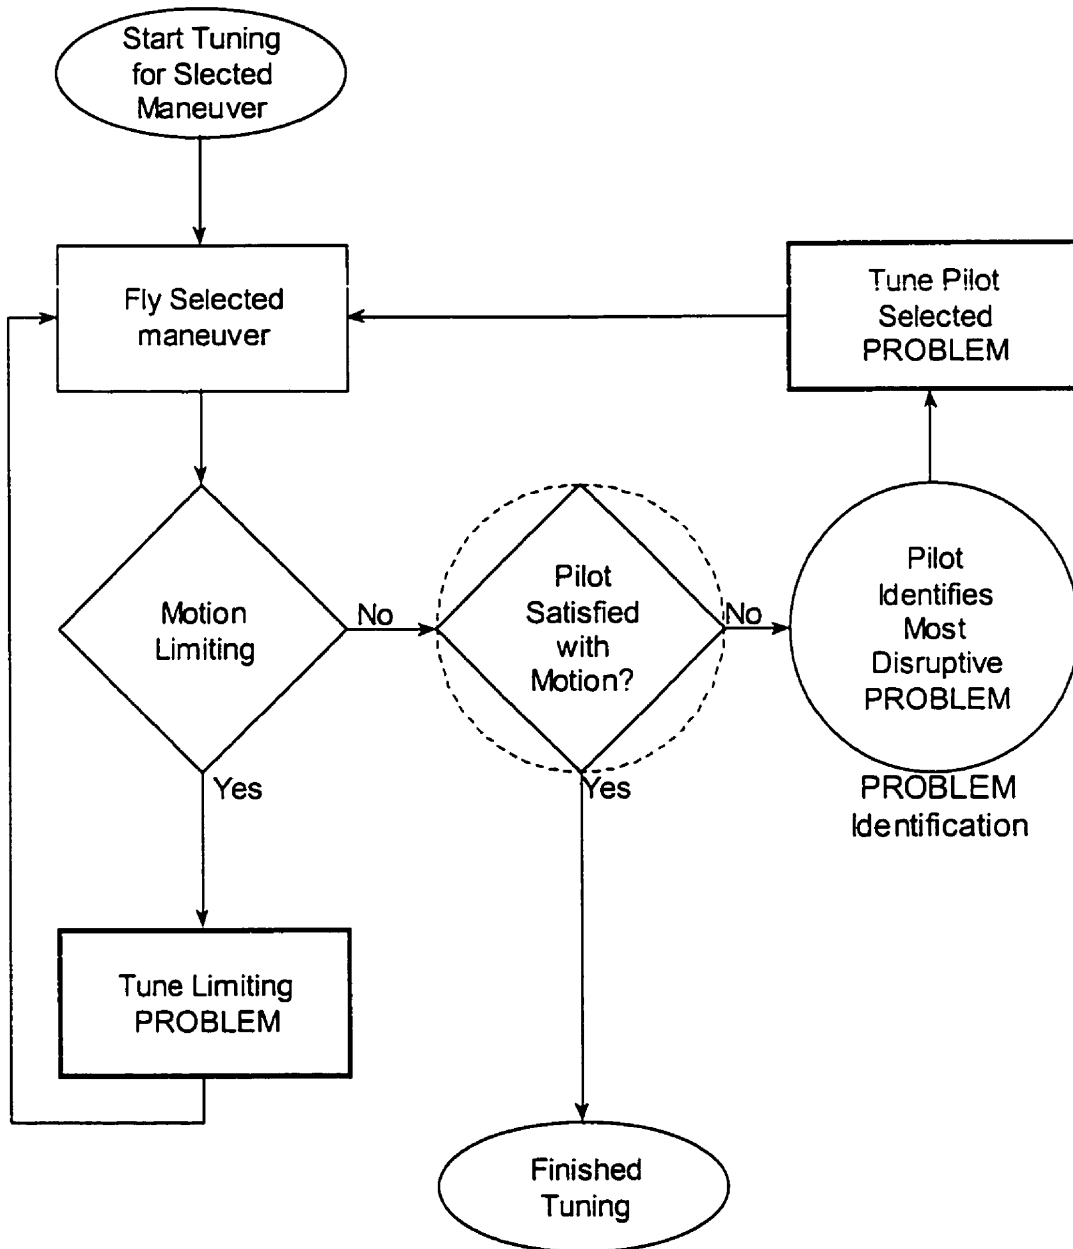 Start Tuning
for Slected
Maneuver
Fly Selected
maneuver
Tune Pilot
Selected
PROBLEM
Motion
Limiting
No
Yes
Pilot
Satisfied
with
Motion?
No
Yes
Pilot
Identifies
Most
Disruptive
PROBLEM
PROBLEM
Identification
Tune Limiting
PROBLEM
Finished
Tuning